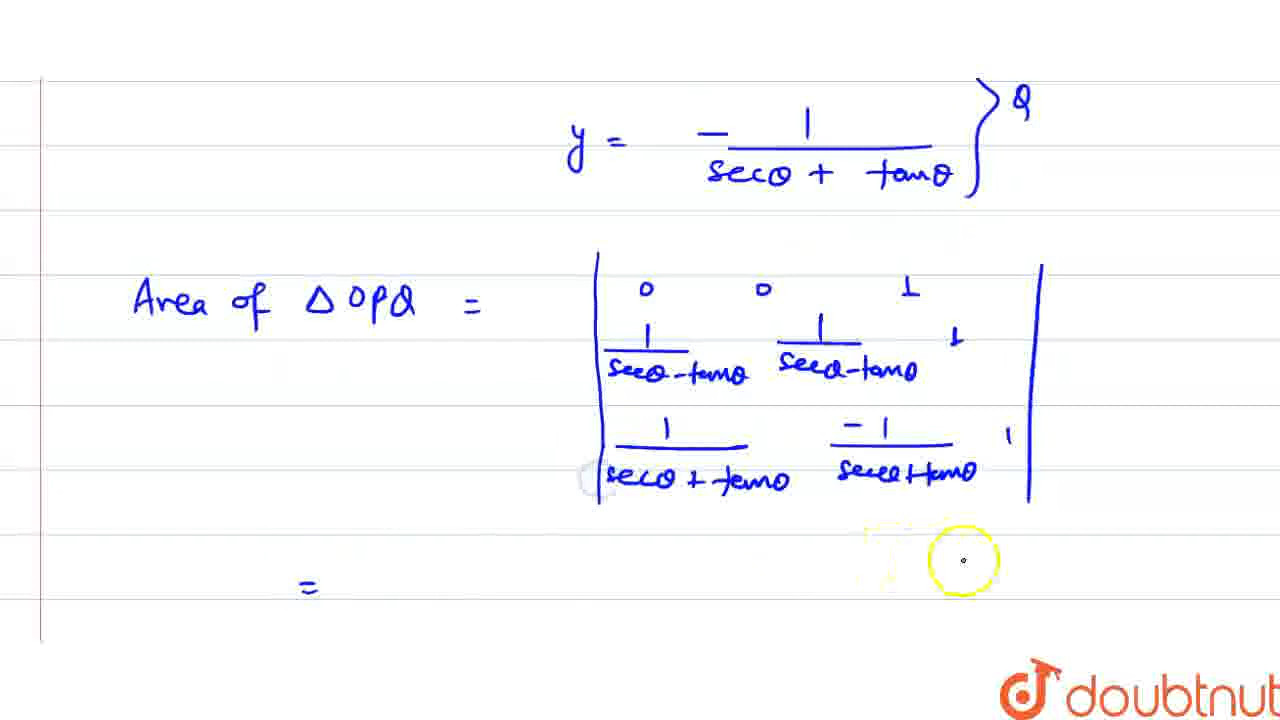 y = - 1/(secθ + tanθ) } Q
Area of Δ OPQ = | 0 0 1 |
| 1/(secθ-tanθ) 1/(secθ-tanθ) 1 |
| 1/(secθ + tanθ) -1/(secθ+tanθ) 1 |
=
doubtnut